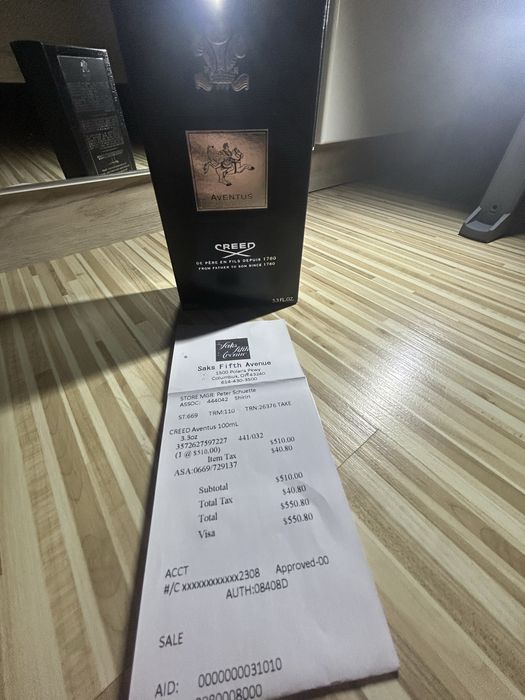 AVENTUS
CREED
DE PÈRE EN FILS DEPUIS 1760
FROM FATHER TO SON SINCE 1760
3.3 FL.OZ.
Saks
Fifth
Avenue
Saks Fifth Avenue
1500 Polaris Pkwy
Columbus, OH 43240
614-430-3500
STORE MGR: Peter Schuette
ASSOC: 444042 Shirin
ST:669 TRM:110 TRN:26376 TAKE
CREED Aventus 100mL
3.3oz
3572627597227 441/032
(1 @ $510.00) $510.00
Item Tax $40.80
ASA:0669/729137
Subtotal $510.00
Total Tax $40.80
Total $550.80
Visa $550.80
ACCT
#/C xxxxxxxxxxxx2308 Approved-00
AUTH:08408D
SALE
AID: 0000000031010
0080008000